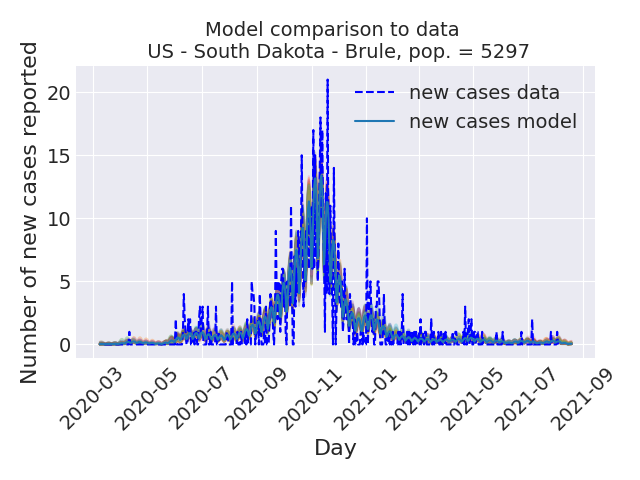 Model comparison to data
US - South Dakota - Brule, pop. = 5297
Number of new cases reported
20
15
10
5
0
new cases data
new cases model
2020-03
2020-05
2020-07
2020-09
2020-11
2021-01
2021-03
2021-05
2021-07
2021-09
Day